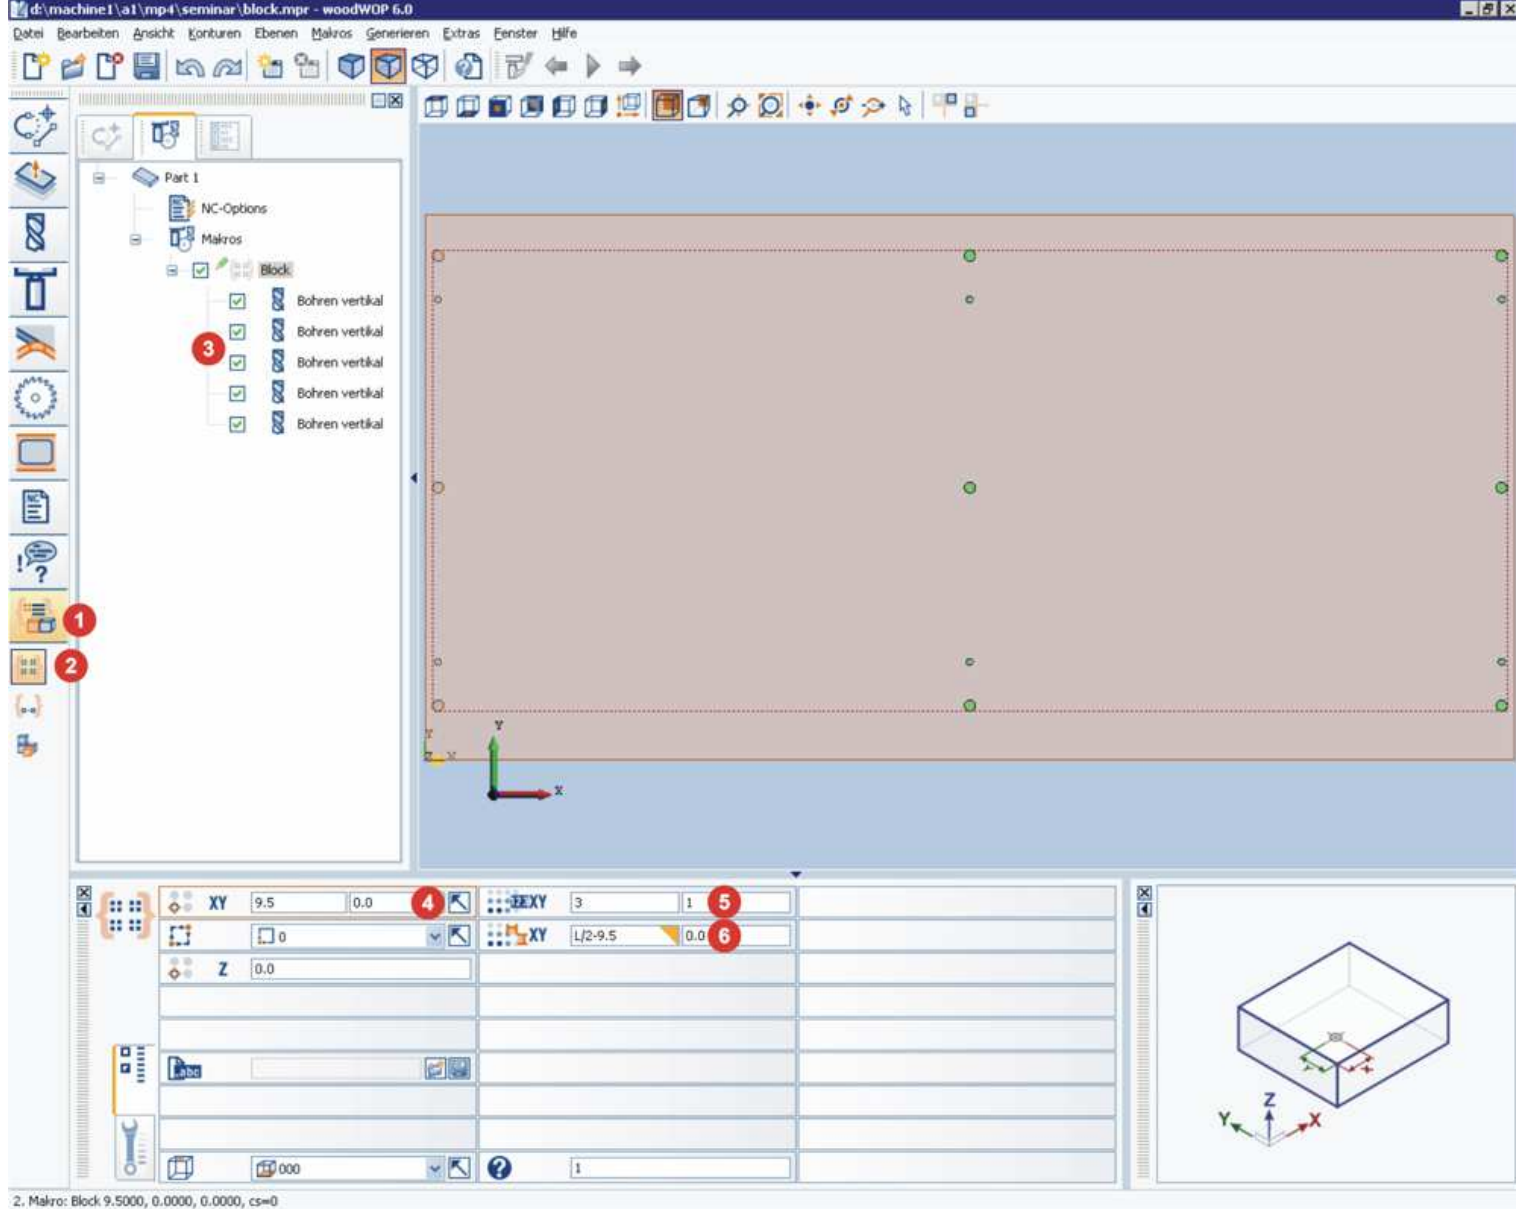 d:\machine1\a1\mp4\seminar\block.mpr - woodWOP 6.0
Datei Bearbeiten Ansicht Konturen Ebenen Makros Generieren Extras Fenster Hilfe
Part 1
NC-Options
Makros
Block
Bohren vertikal
Bohren vertikal
3
Bohren vertikal
Bohren vertikal
Bohren vertikal
NC
!?
1
2
Y
X
Y
Z X
XY 9.5 0.0 4 XY 3 1 5
0 XY L/2-9.5 0.0 6
Z 0.0
abc
000 ? 1
Z
Y X
2. Makro: Block 9.5000, 0.0000, 0.0000, cs=0